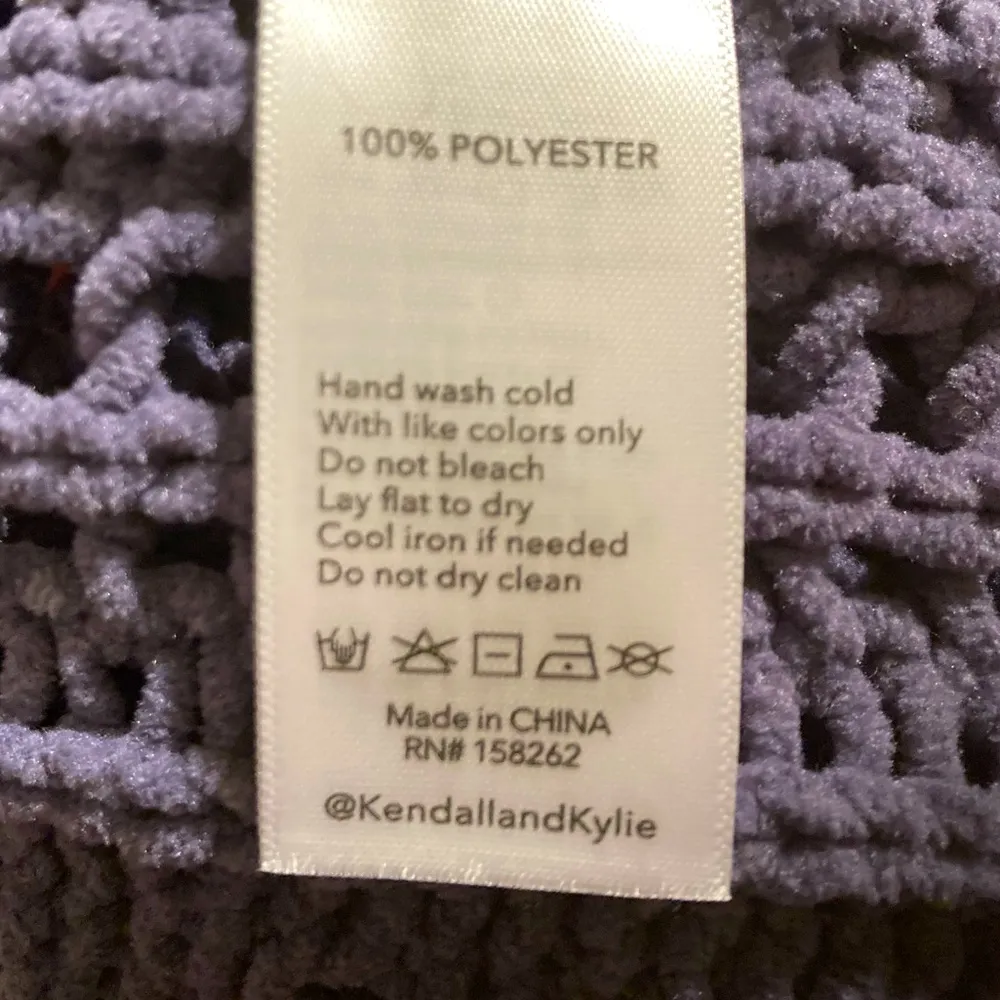 100% POLYESTER
Hand wash cold
With like colors only
Do not bleach
Lay flat to dry
Cool iron if needed
Do not dry clean
Made in CHINA
RN# 158262
@KendallandKylie